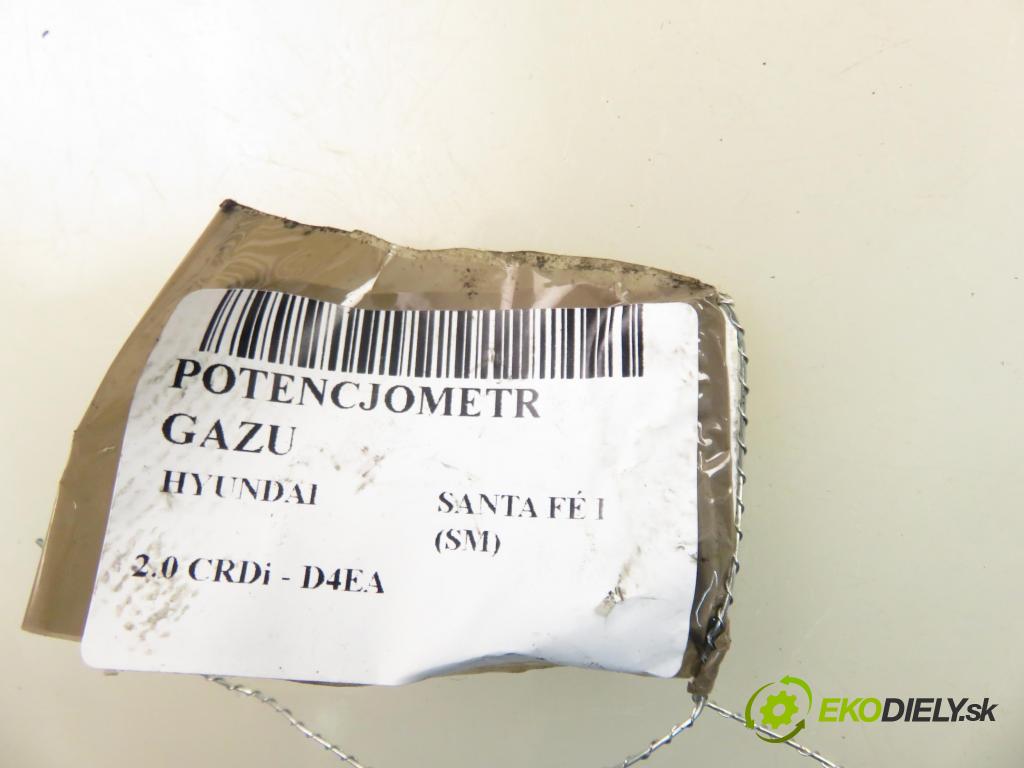 POTENCJOMETR
GAZU
HYUNDAI
SANTA FÉ I
(SM)
2.0 CRDi - D4EA
EKODIELY.sk